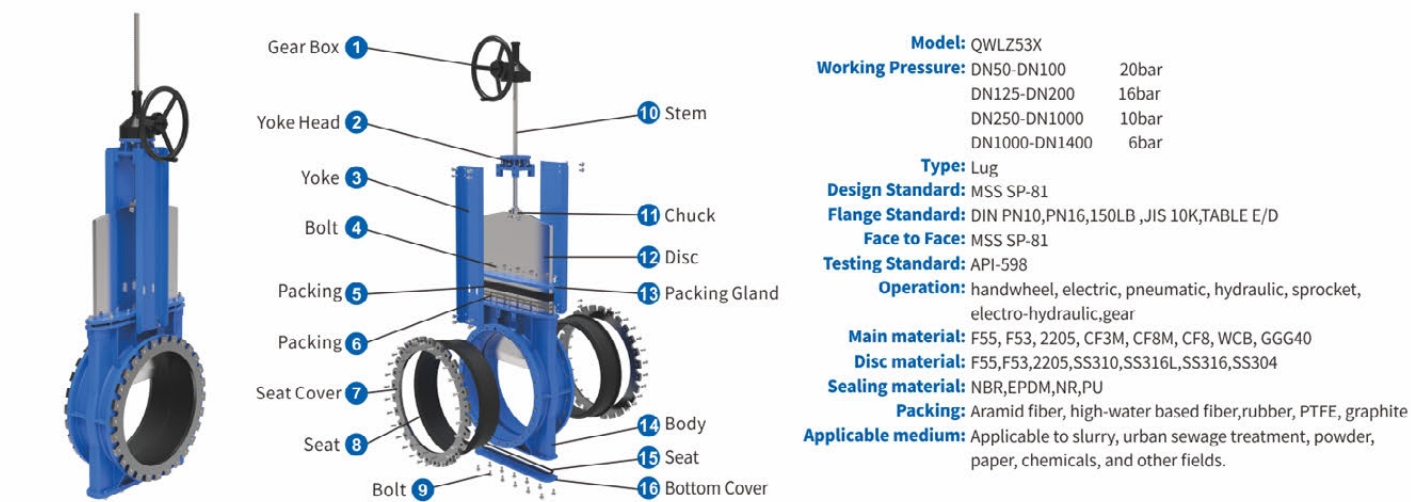 Gear Box 1
Yoke Head 2
Yoke 3
Bolt 4
Packing 5
Packing 6
Seat Cover 7
Seat 8
Bolt 9
10 Stem
11 Chuck
12 Disc
13 Packing Gland
14 Body
15 Seat
16 Bottom Cover
Model: QWLZ53X
Working Pressure: DN50-DN100 20bar
DN125-DN200 16bar
DN250-DN1000 10bar
DN1000-DN1400 6bar
Type: Lug
Design Standard: MSS SP-81
Flange Standard: DIN PN10,PN16,150LB ,JIS 10K,TABLE E/D
Face to Face: MSS SP-81
Testing Standard: API-598
Operation: handwheel, electric, pneumatic, hydraulic, sprocket,
electro-hydraulic,gear
Main material: F55, F53, 2205, CF3M, CF8M, CF8, WCB, GGG40
Disc material: F55,F53,2205,SS310,SS316L,SS316,SS304
Sealing material: NBR,EPDM,NR,PU
Packing: Aramid fiber, high-water based fiber,rubber, PTFE, graphite
Applicable medium: Applicable to slurry, urban sewage treatment, powder,
paper, chemicals, and other fields.